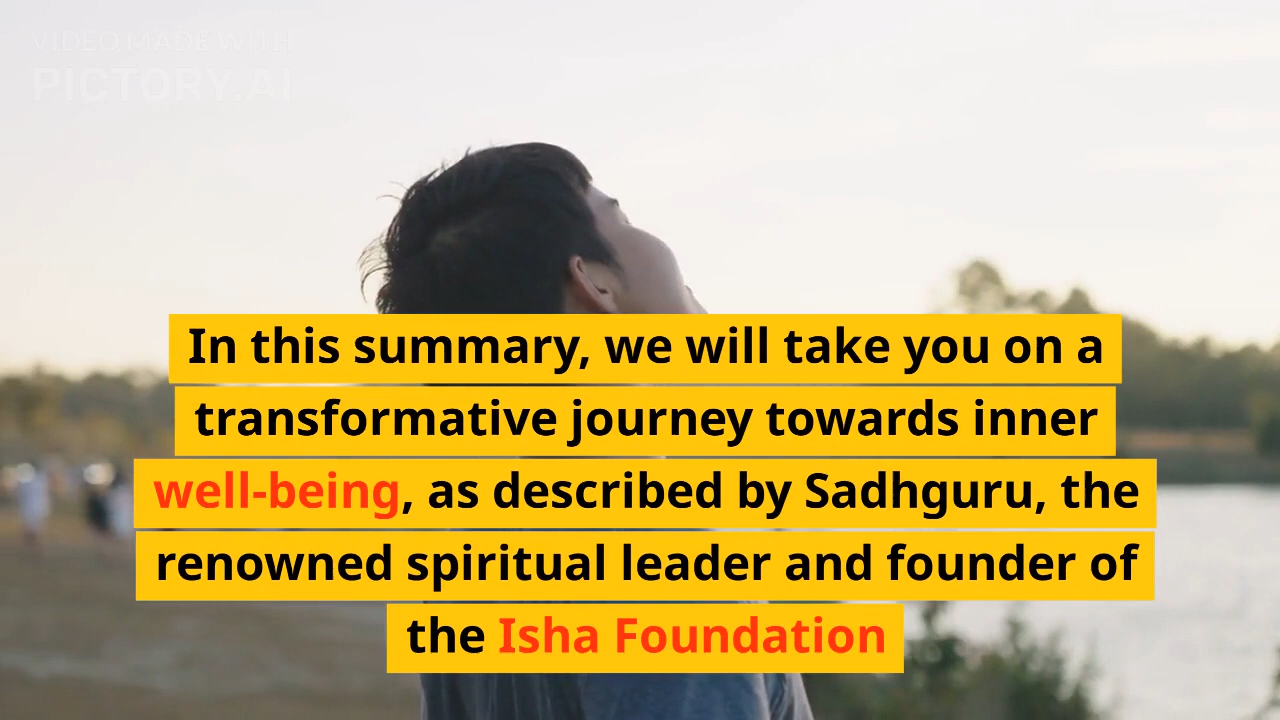 VIDEO MADE WITH
PICTORY.AI
In this summary, we will take you on a
transformative journey towards inner
well-being, as described by Sadhguru, the
renowned spiritual leader and founder of
the Isha Foundation